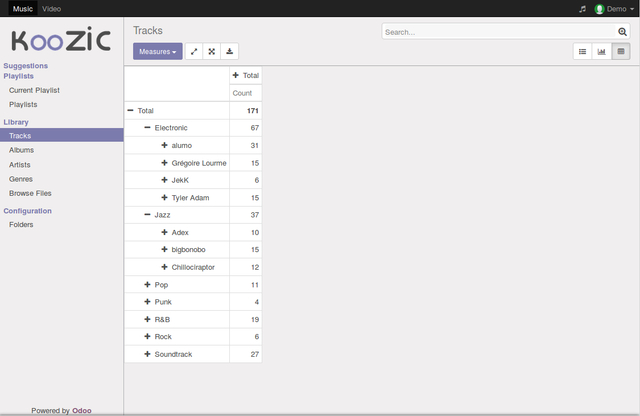 Music Video Demo
KOOZIC
Suggestions
Playlists
Current Playlist
Playlists
Library
Tracks
Albums
Artists
Genres
Browse Files
Configuration
Folders
Powered by Odoo
Tracks
Search...
Measures
Total
Count
Total 171
Electronic 67
alumo 31
Grégoire Lourme 15
JekK 6
Tyler Adam 15
Jazz 37
Adex 10
bigbonobo 15
Chillociraptor 12
Pop 11
Punk 4
R&B 19
Rock 6
Soundtrack 27